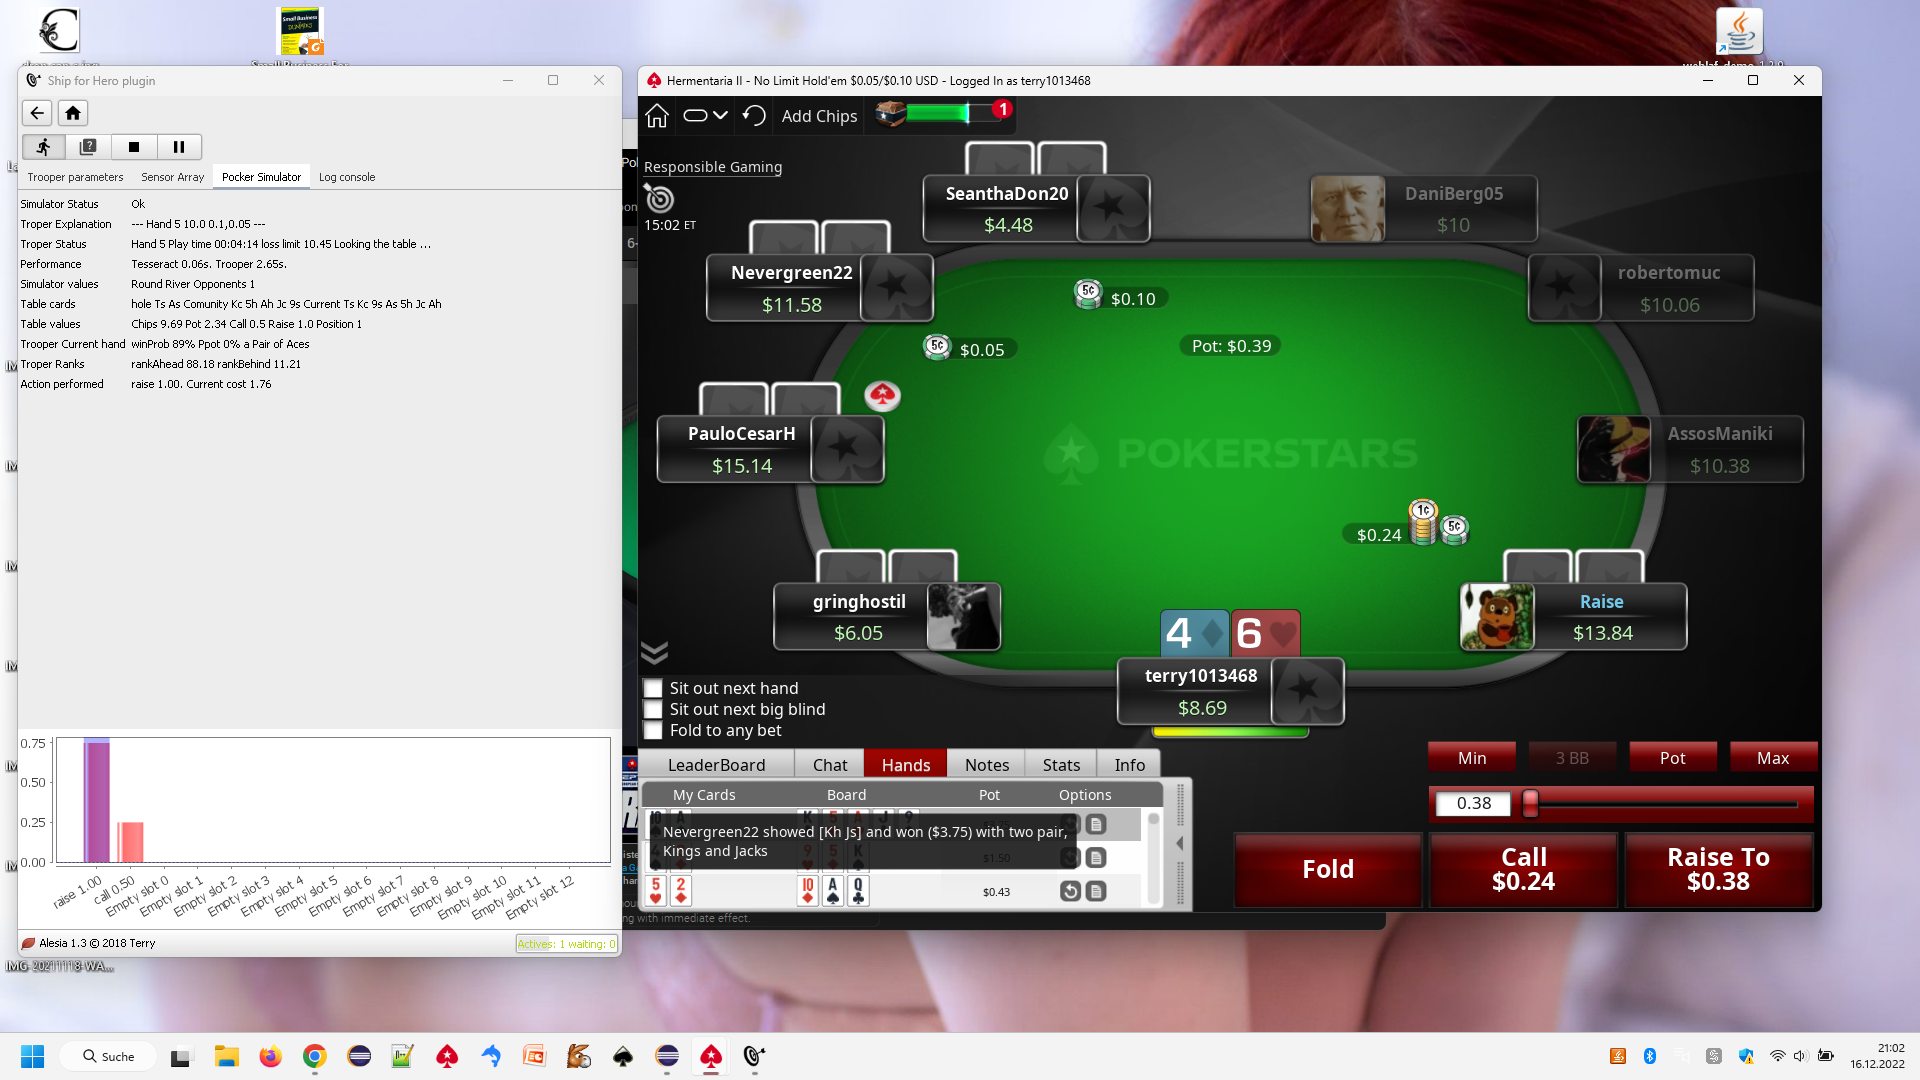 Small Business
DUMMIES
Ship for Hero plugin
Trooper parameters
Sensor Array
Pocker Simulator
Log console
Simulator Status Ok
Troper Explanation --- Hand 5 10.0 0.1,0.05 ---
Troper Status Hand 5 Play time 00:04:14 loss limit 10.45 Looking the table ...
Performance Tesseract 0.06s. Trooper 2.65s.
Simulator values Round River Opponents 1
Table cards hole Ts As Comunity Kc 5h Ah Jc 9s Current Ts Kc 9s As 5h Jc Ah
Table values Chips 9.69 Pot 2.34 Call 0.5 Raise 1.0 Position 1
Trooper Current hand winProb 89% Ppot 0% a Pair of Aces
Troper Ranks rankAhead 88.18 rankBehind 11.21
Action performed raise 1.00. Current cost 1.76
0.75
0.50
0.25
0.00
raise 1.00
call 0.50
Empty slot 0
Empty slot 1
Empty slot 2
Empty slot 3
Empty slot 4
Empty slot 5
Empty slot 6
Empty slot 7
Empty slot 8
Empty slot 9
Empty slot 10
Empty slot 11
Empty slot 12
Alesia 1.3 © 2018 Terry
Actives: 1 waiting: 0
IMG-20211118-WA...
Hermentaria II - No Limit Hold'em $0.05/$0.10 USD - Logged In as terry1013468
Add Chips
1
Responsible Gaming
15:02 ET
SeanthaDon20
$4.48
DaniBerg05
$10
Nevergreen22
$11.58
robertomuc
$10.06
5¢ $0.10
5¢ $0.05
Pot: $0.39
PauloCesarH
$15.14
POKERSTARS
AssosManiki
$10.38
$0.24 1¢ 5¢
gringhostil
$6.05
Raise
$13.84
4 6
terry1013468
$8.69
Sit out next hand
Sit out next big blind
Fold to any bet
LeaderBoard
Chat
Hands
Notes
Stats
Info
My Cards
Board
Pot
Options
Nevergreen22 showed [Kh Js] and won ($3.75) with two pair,
Kings and Jacks
9 5 K
$1.50
5 2
10 A Q
$0.43
Min
3 BB
Pot
Max
0.38
Fold
Call
$0.24
Raise To
$0.38
ng with immediate effect.
Suche
21:02
16.12.2022